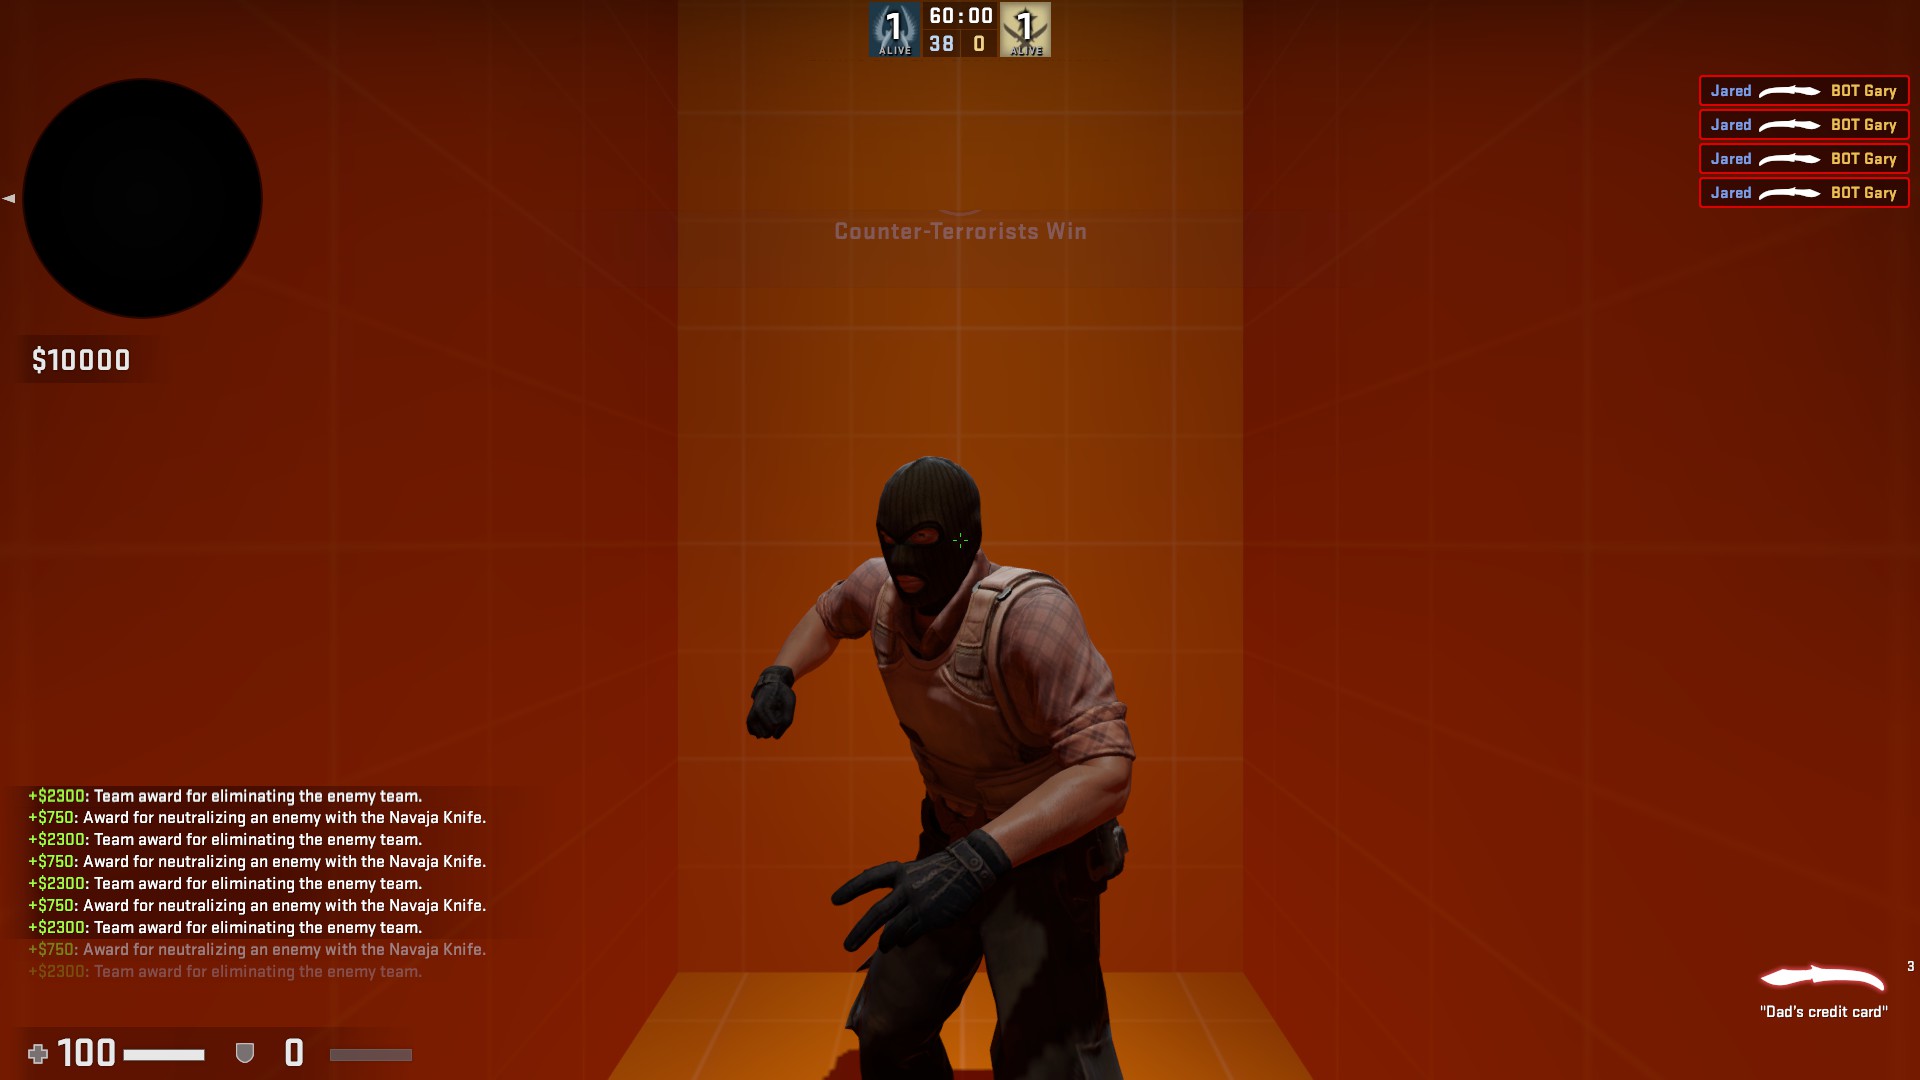 1
ALIVE
60:00
38 0
1
ALIVE
Jared BOT Gary
Jared BOT Gary
Jared BOT Gary
Jared BOT Gary
Counter-Terrorists Win
$10000
+$2300: Team award for eliminating the enemy team.
+$750: Award for neutralizing an enemy with the Navaja Knife.
+$2300: Team award for eliminating the enemy team.
+$750: Award for neutralizing an enemy with the Navaja Knife.
+$2300: Team award for eliminating the enemy team.
+$750: Award for neutralizing an enemy with the Navaja Knife.
+$2300: Team award for eliminating the enemy team.
+$750: Award for neutralizing an enemy with the Navaja Knife.
+$2300: Team award for eliminating the enemy team.
3
"Dad's credit card"
100 0